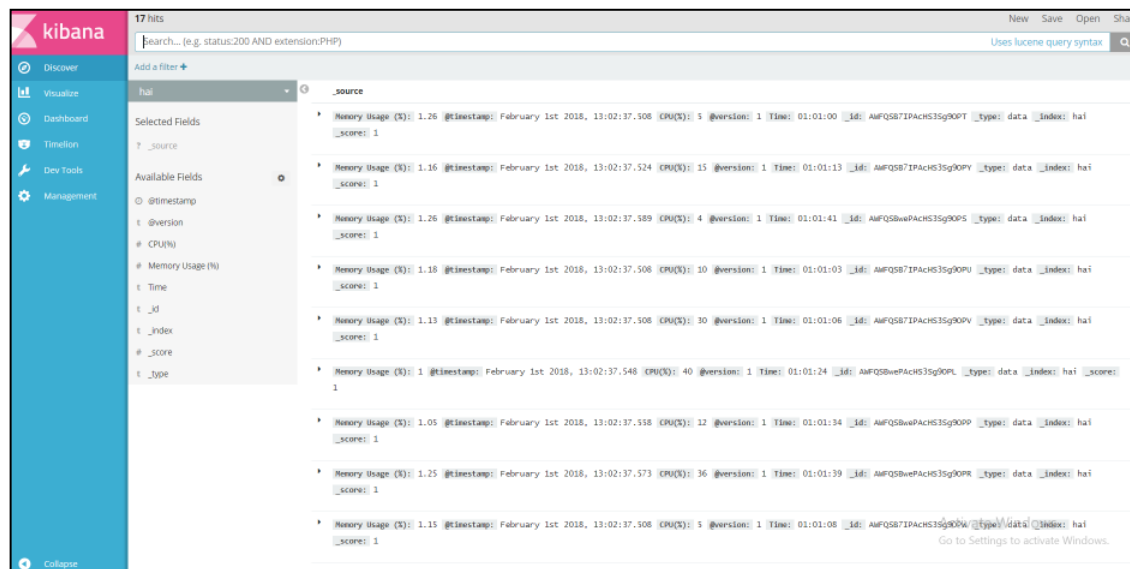 kibana
Discover
Visualize
Dashboard
Timelion
Dev Tools
Management
Collapse
17 hits
New Save Open Sha
Search... (e.g. status:200 AND extension:PHP)
Uses lucene query syntax
Add a filter +
hai
Selected Fields
? _source
Available Fields
@timestamp
t @version
# CPU(%)
# Memory Usage (%)
t Time
t _id
t _index
# _score
t _type
_source
Memory Usage (%): 1.26 @timestamp: February 1st 2018, 13:02:37.508 CPU(%): 5 @version: 1 Time: 01:01:00 _id: AWFQSB7IPAcHS3Sg9OPT _type: data _index: hai
_score: 1
Memory Usage (%): 1.16 @timestamp: February 1st 2018, 13:02:37.524 CPU(%): 15 @version: 1 Time: 01:01:13 _id: AWFQSB7IPAcHS3Sg9OPY _type: data _index: hai
_score: 1
Memory Usage (%): 1.26 @timestamp: February 1st 2018, 13:02:37.589 CPU(%): 4 @version: 1 Time: 01:01:41 _id: AWFQSBwePAcHS3Sg9OPS _type: data _index: hai
_score: 1
Memory Usage (%): 1.18 @timestamp: February 1st 2018, 13:02:37.508 CPU(%): 10 @version: 1 Time: 01:01:03 _id: AWFQSB7IPAcHS3Sg9OPU _type: data _index: hai
_score: 1
Memory Usage (%): 1.13 @timestamp: February 1st 2018, 13:02:37.508 CPU(%): 30 @version: 1 Time: 01:01:06 _id: AWFQSB7IPAcHS3Sg9OPV _type: data _index: hai
_score: 1
Memory Usage (%): 1 @timestamp: February 1st 2018, 13:02:37.548 CPU(%): 40 @version: 1 Time: 01:01:24 _id: AWFQSBwePAcHS3Sg9OPL _type: data _index: hai _score:
1
Memory Usage (%): 1.05 @timestamp: February 1st 2018, 13:02:37.558 CPU(%): 12 @version: 1 Time: 01:01:34 _id: AWFQSBwePAcHS3Sg9OPP _type: data _index: hai
_score: 1
Memory Usage (%): 1.25 @timestamp: February 1st 2018, 13:02:37.573 CPU(%): 36 @version: 1 Time: 01:01:39 _id: AWFQSBwePAcHS3Sg9OPR _type: data _index: hai
_score: 1
Memory Usage (%): 1.15 @timestamp: February 1st 2018, 13:02:37.508 CPU(%): 5 @version: 1 Time: 01:01:08 _id: AWFQSB7IPAcHS3Sg9OPW _type: data _index: hai
_score: 1
Activate Windows
Go to Settings to activate Windows.